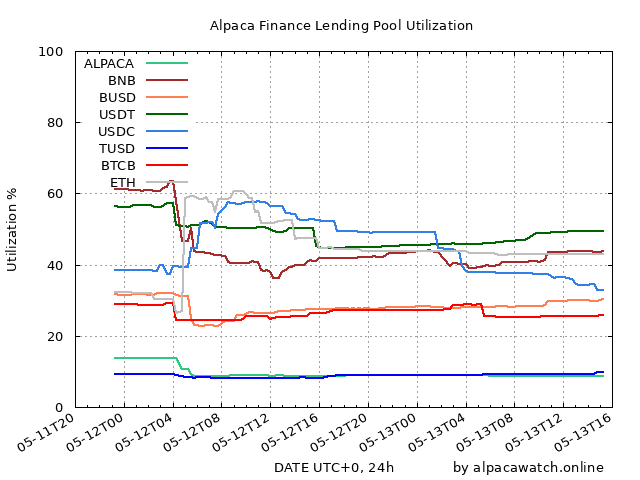 Alpaca Finance Lending Pool Utilization
100
80
60
40
20
0
Utilization %
ALPACA
BNB
BUSD
USDT
USDC
TUSD
BTCB
ETH
05-11T20
05-12T00
05-12T04
05-12T08
05-12T12
05-12T16
05-12T20
05-13T00
05-13T04
05-13T08
05-13T12
05-13T16
DATE UTC+0, 24h
by alpacawatch.online